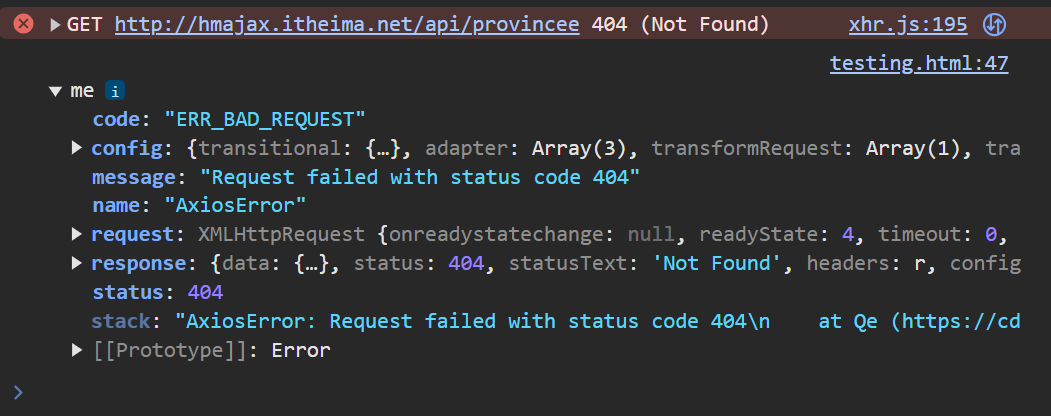 GET http://hmajax.itheima.net/api/provincee 404 (Not Found) xhr.js:195
testing.html:47
me i
code: "ERR_BAD_REQUEST"
config: {transitional: {…}, adapter: Array(3), transformRequest: Array(1), tra
message: "Request failed with status code 404"
name: "AxiosError"
request: XMLHttpRequest {onreadystatechange: null, readyState: 4, timeout: 0,
response: {data: {…}, status: 404, statusText: 'Not Found', headers: r, config
status: 404
stack: "AxiosError: Request failed with status code 404\n    at Qe (https://cd
[[Prototype]]: Error